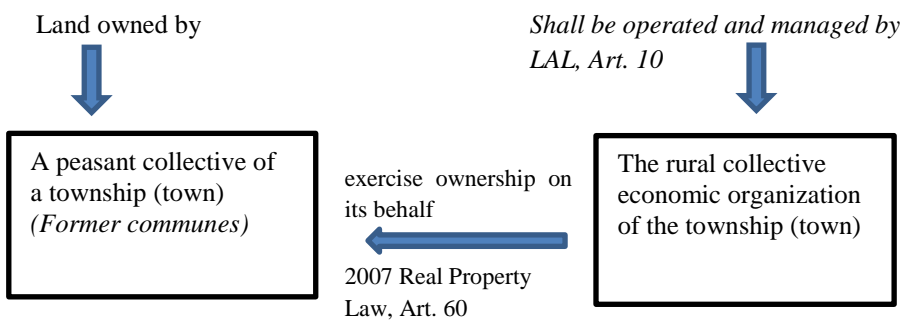 Land owned by
Shall be operated and managed by
LAL, Art. 10
A peasant collective of
a township (town)
(Former communes)
exercise ownership on
its behalf
2007 Real Property
Law, Art. 60
The rural collective
economic organization
of the township (town)